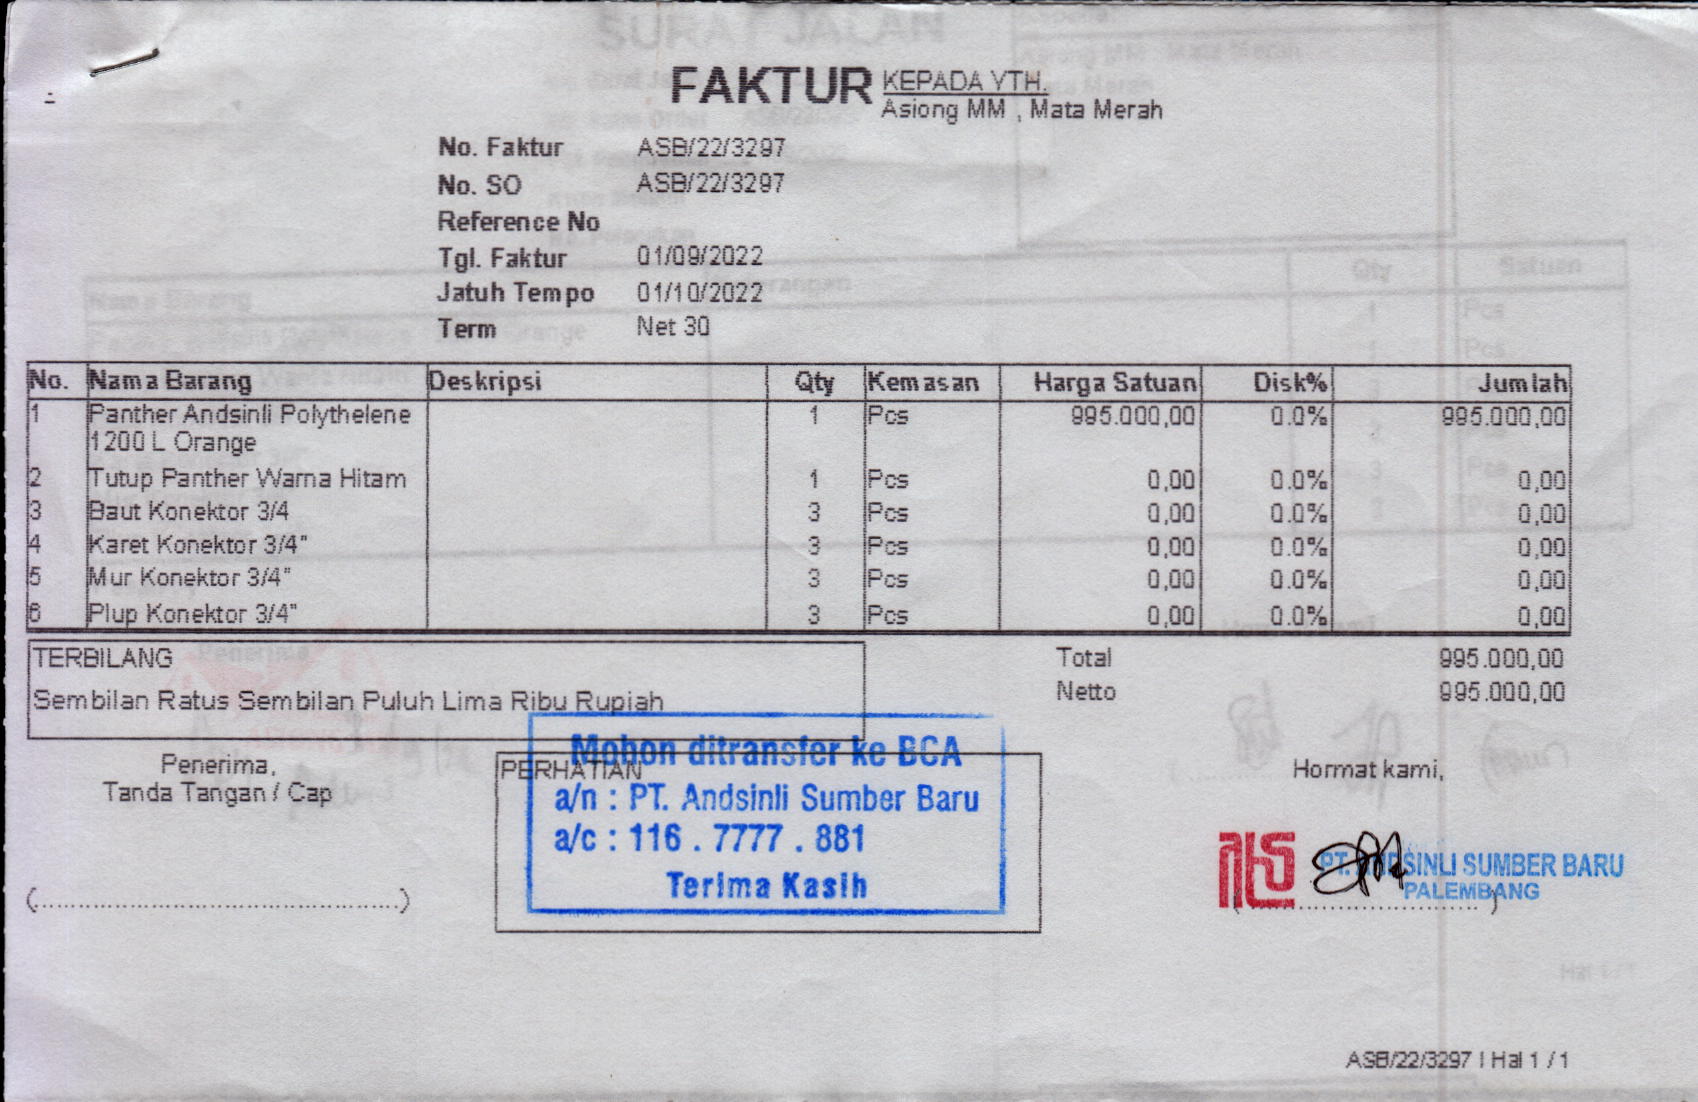 FAKTUR
KEPADA YTH.
Asiong MM , Mata Merah
No. Faktur ASB/22/3297
No. SO ASB/22/3297
Reference No
Tgl. Faktur 01/09/2022
Jatuh Tempo 01/10/2022
Term Net 30
No. Nama Barang Deskripsi Qty Kemasan Harga Satuan Disk% Jumlah
1 Panther Andsinli Polythelene 1 Pcs 995.000,00 0.0% 995.000,00
1200 L Orange
2 Tutup Panther Warna Hitam 1 Pcs 0,00 0.0% 0,00
3 Baut Konektor 3/4 3 Pcs 0,00 0.0% 0,00
4 Karet Konektor 3/4" 3 Pcs 0,00 0.0% 0,00
5 Mur Konektor 3/4" 3 Pcs 0,00 0.0% 0,00
6 Plup Konektor 3/4" 3 Pcs 0,00 0.0% 0,00
TERBILANG
Sembilan Ratus Sembilan Puluh Lima Ribu Rupiah
Total 995.000,00
Netto 995.000,00
Penerima,
Tanda Tangan / Cap
(..........................................)
PERHATIAN
Mohon ditransfer ke BCA
a/n : PT. Andsinli Sumber Baru
a/c : 116 . 7777 . 881
Terima Kasih
Hormat kami,
PT. ANDSINLI SUMBER BARU
PALEMBANG
ASB/22/3297 | Hal 1 / 1